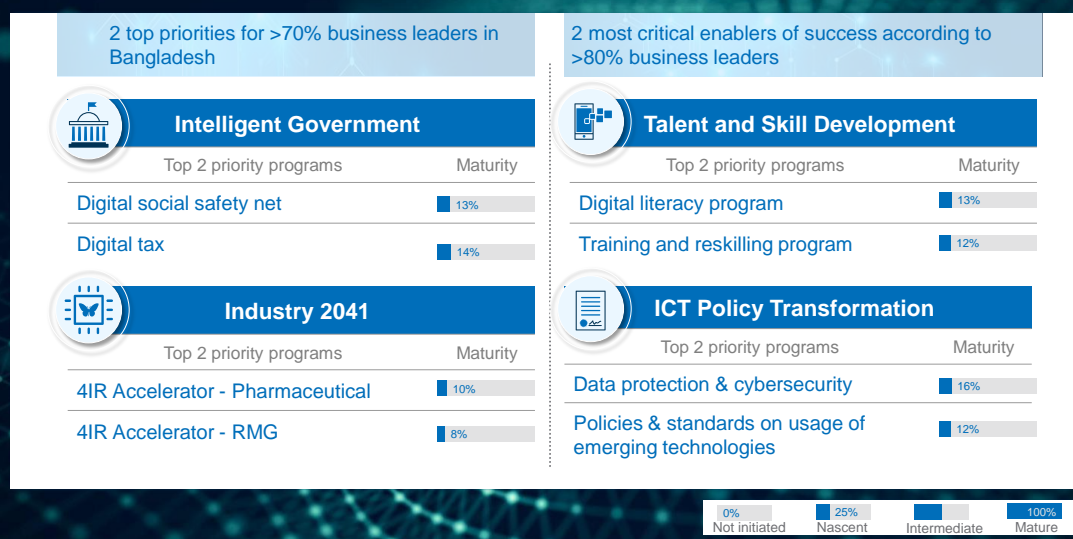 2 top priorities for >70% business leaders in
Bangladesh
Intelligent Government
Top 2 priority programs Maturity
Digital social safety net 13%
Digital tax 14%
Industry 2041
Top 2 priority programs Maturity
4IR Accelerator - Pharmaceutical 10%
4IR Accelerator - RMG 8%
2 most critical enablers of success according to
>80% business leaders
Talent and Skill Development
Top 2 priority programs Maturity
Digital literacy program 13%
Training and reskilling program 12%
ICT Policy Transformation
Top 2 priority programs Maturity
Data protection & cybersecurity 16%
Policies & standards on usage of
emerging technologies 12%
0% 25% 100%
Not initiated Nascent Intermediate Mature